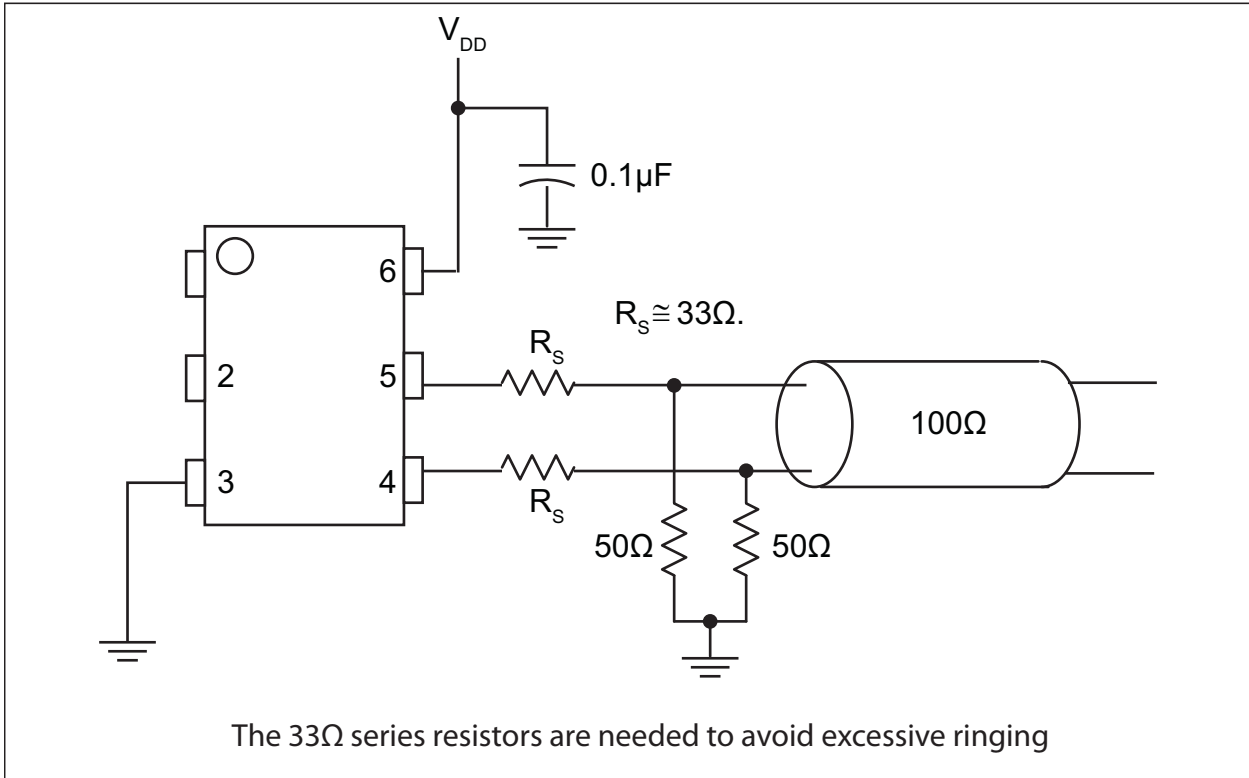 V_DD
0.1µF
6
R_S ≅ 33Ω.
R_S
2
5
100Ω
3
4
R_S
50Ω
50Ω
The 33Ω series resistors are needed to avoid excessive ringing